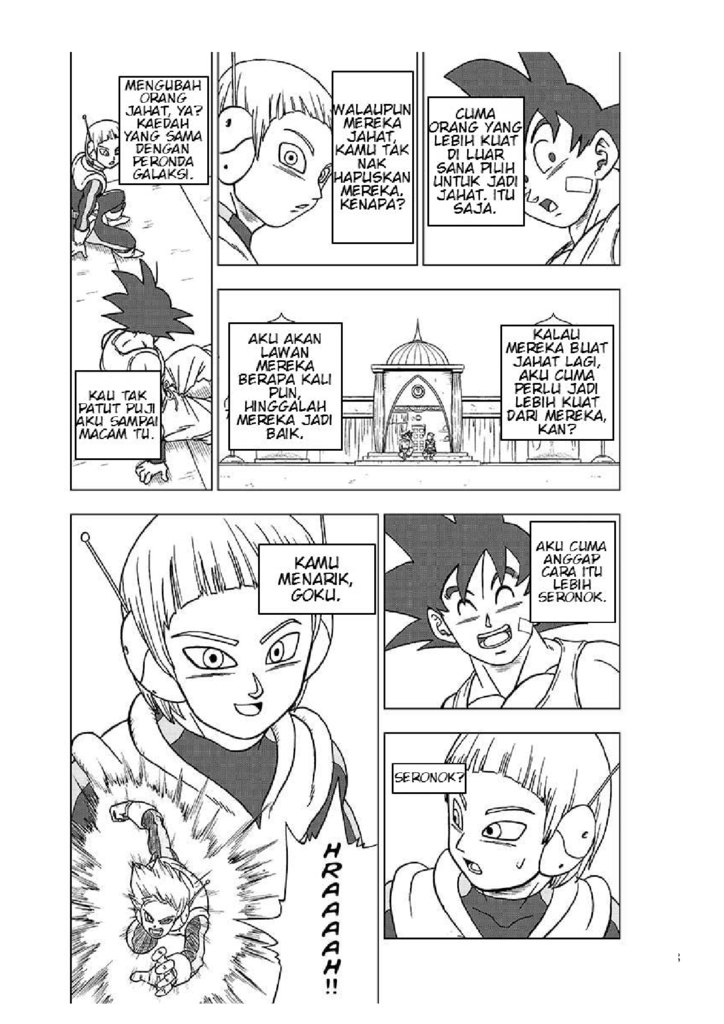 CUMA
ORANG YANG
LEBIH KUAT
DI LUAR
SANA PILIH
UNTUK JADI
JAHAT. ITU
SAJA.
WALAUPUN
MEREKA
JAHAT,
KAMU TAK
NAK
HAPUSKAN
MEREKA.
KENAPA?
KALAU
MEREKA BUAT
JAHAT LAGI,
AKU CUMA
PERLU JADI
LEBIH KUAT
DARI MEREKA,
KAN?
AKU AKAN
LAWAN
MEREKA
BERAPA KALI
PUN,
HINGGALAH
MEREKA JADI
BAIK.
MENGUBAH
ORANG
JAHAT, YA?
KAEDAH
YANG SAMA
DENGAN
PERONDA
GALAKSI.
KAU TAK
PATUT PUJI
AKU SAMPAI
MACAM TU.
AKU CUMA
ANGGAP
CARA ITU
LEBIH
SERONOK.
SERONOK?
KAMU
MENARIK,
GOKU.
HRAAAAH!!